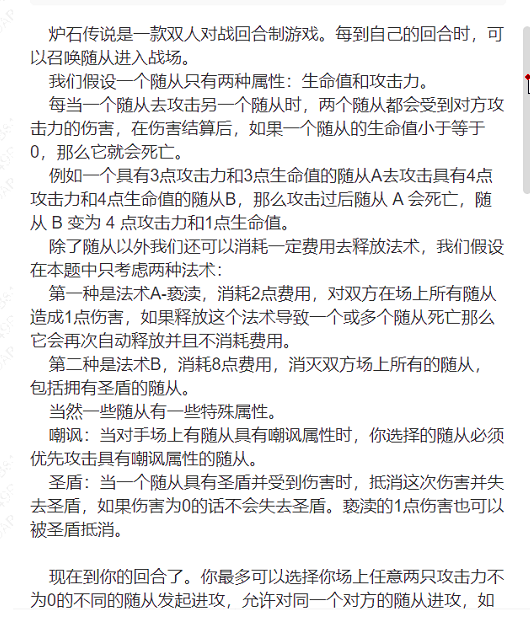 炉石传说是一款双人对战回合制游戏。每到自己的回合时，可
以召唤随从进入战场。
我们假设一个随从只有两种属性：生命值和攻击力。
每当一个随从去攻击另一个随从时，两个随从都会受到对方攻
击力的伤害，在伤害结算后，如果一个随从的生命值小于等于
0，那么它就会死亡。
例如一个具有3点攻击力和3点生命值的随从A去攻击具有4点
攻击力和4点生命值的随从B，那么攻击过后随从 A 会死亡，随
从 B 变为 4 点攻击力和1点生命值。
除了随从以外我们还可以消耗一定费用去释放法术，我们假设
在本题中只考虑两种法术：
第一种是法术A-亵渎，消耗2点费用，对双方在场上所有随从
造成1点伤害，如果释放这个法术导致一个或多个随从死亡那么
它会再次自动释放并且不消耗费用。
第二种是法术B，消耗8点费用，消灭双方场上所有的随从，
包括拥有圣盾的随从。
当然一些随从有一些特殊属性。
嘲讽：当对手场上有随从具有嘲讽属性时，你选择的随从必须
优先攻击具有嘲讽属性的随从。
圣盾：当一个随从具有圣盾并受到伤害时，抵消这次伤害并失
去圣盾，如果伤害为0的话不会失去圣盾。亵渎的1点伤害也可以
被圣盾抵消。
现在到你的回合了。你最多可以选择你场上任意两只攻击力不
为0的不同的随从发起进攻，允许对同一个对方的随从进攻，如